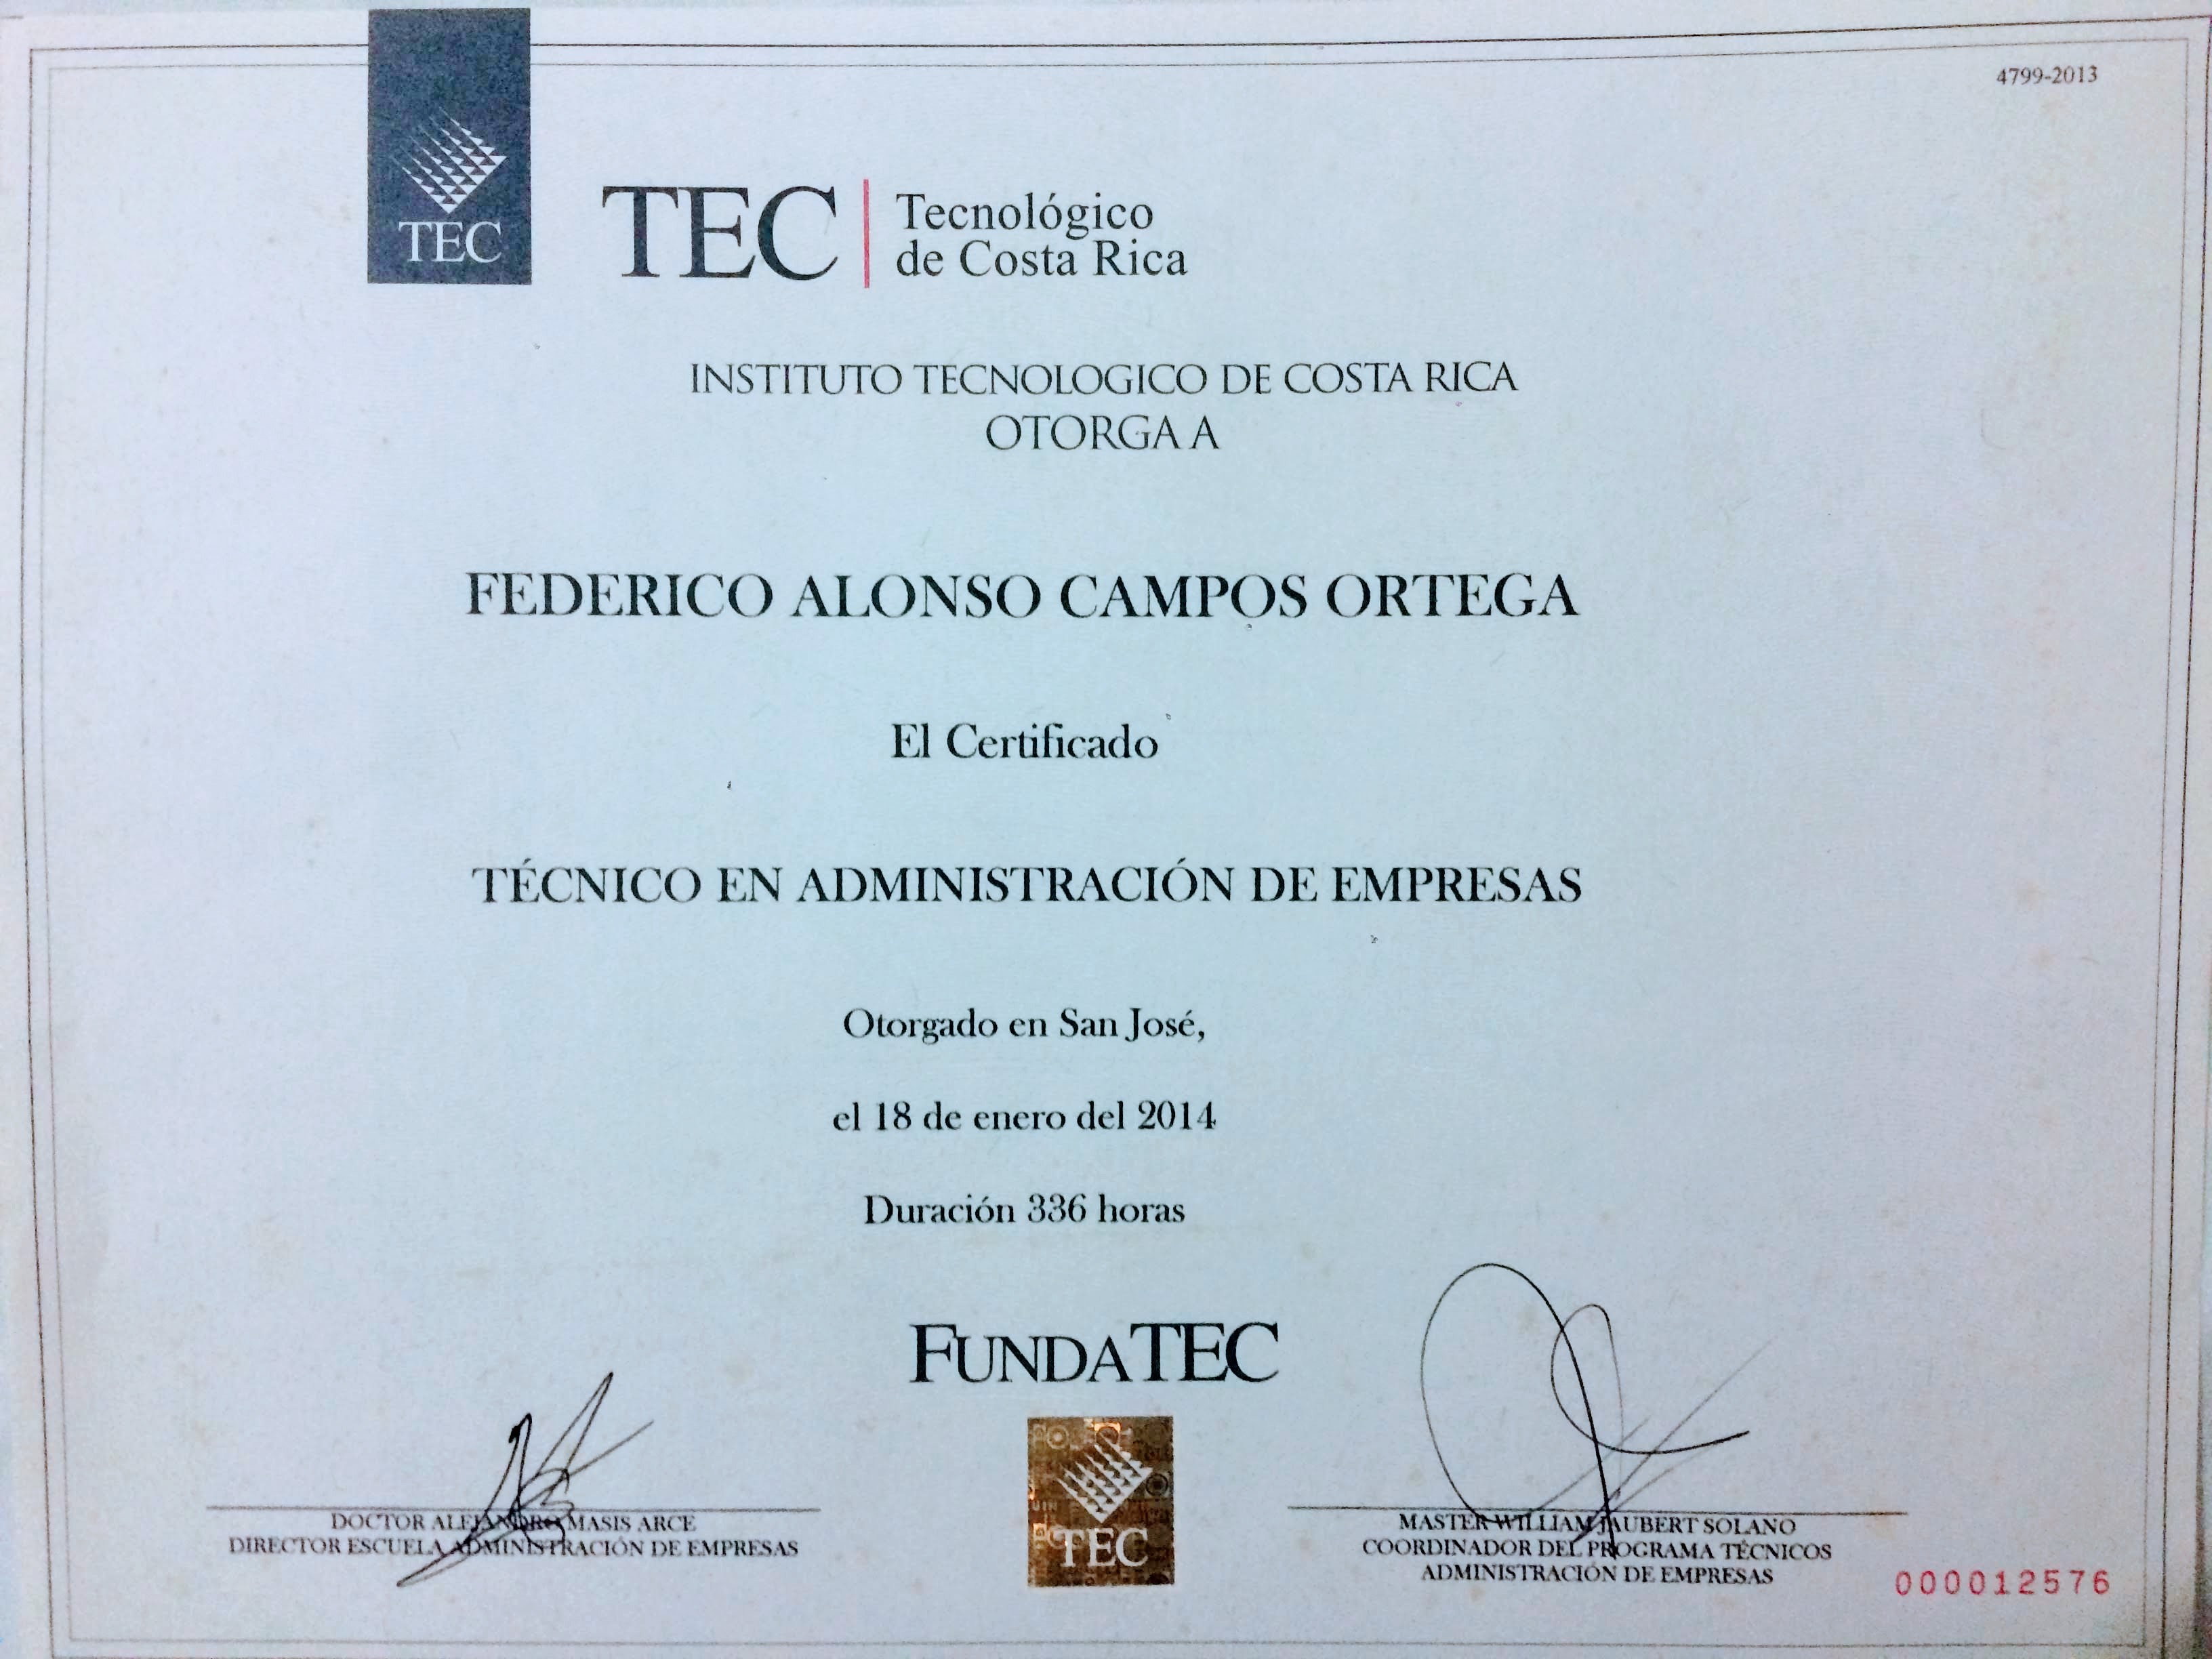 4799-2013
TEC
TEC
Tecnológico
de Costa Rica
INSTITUTO TECNOLOGICO DE COSTA RICA
OTORGA A
FEDERICO ALONSO CAMPOS ORTEGA
El Certificado
TÉCNICO EN ADMINISTRACIÓN DE EMPRESAS
Otorgado en San José,
el 18 de enero del 2014
Duración 336 horas
FUNDATEC
TEC
DOCTOR ALEJANDRO MASIS ARCE
DIRECTOR ESCUELA ADMINISTRACIÓN DE EMPRESAS
MASTER WILLIAM JAUBERT SOLANO
COORDINADOR DEL PROGRAMA TÉCNICOS
ADMINISTRACIÓN DE EMPRESAS
000012576